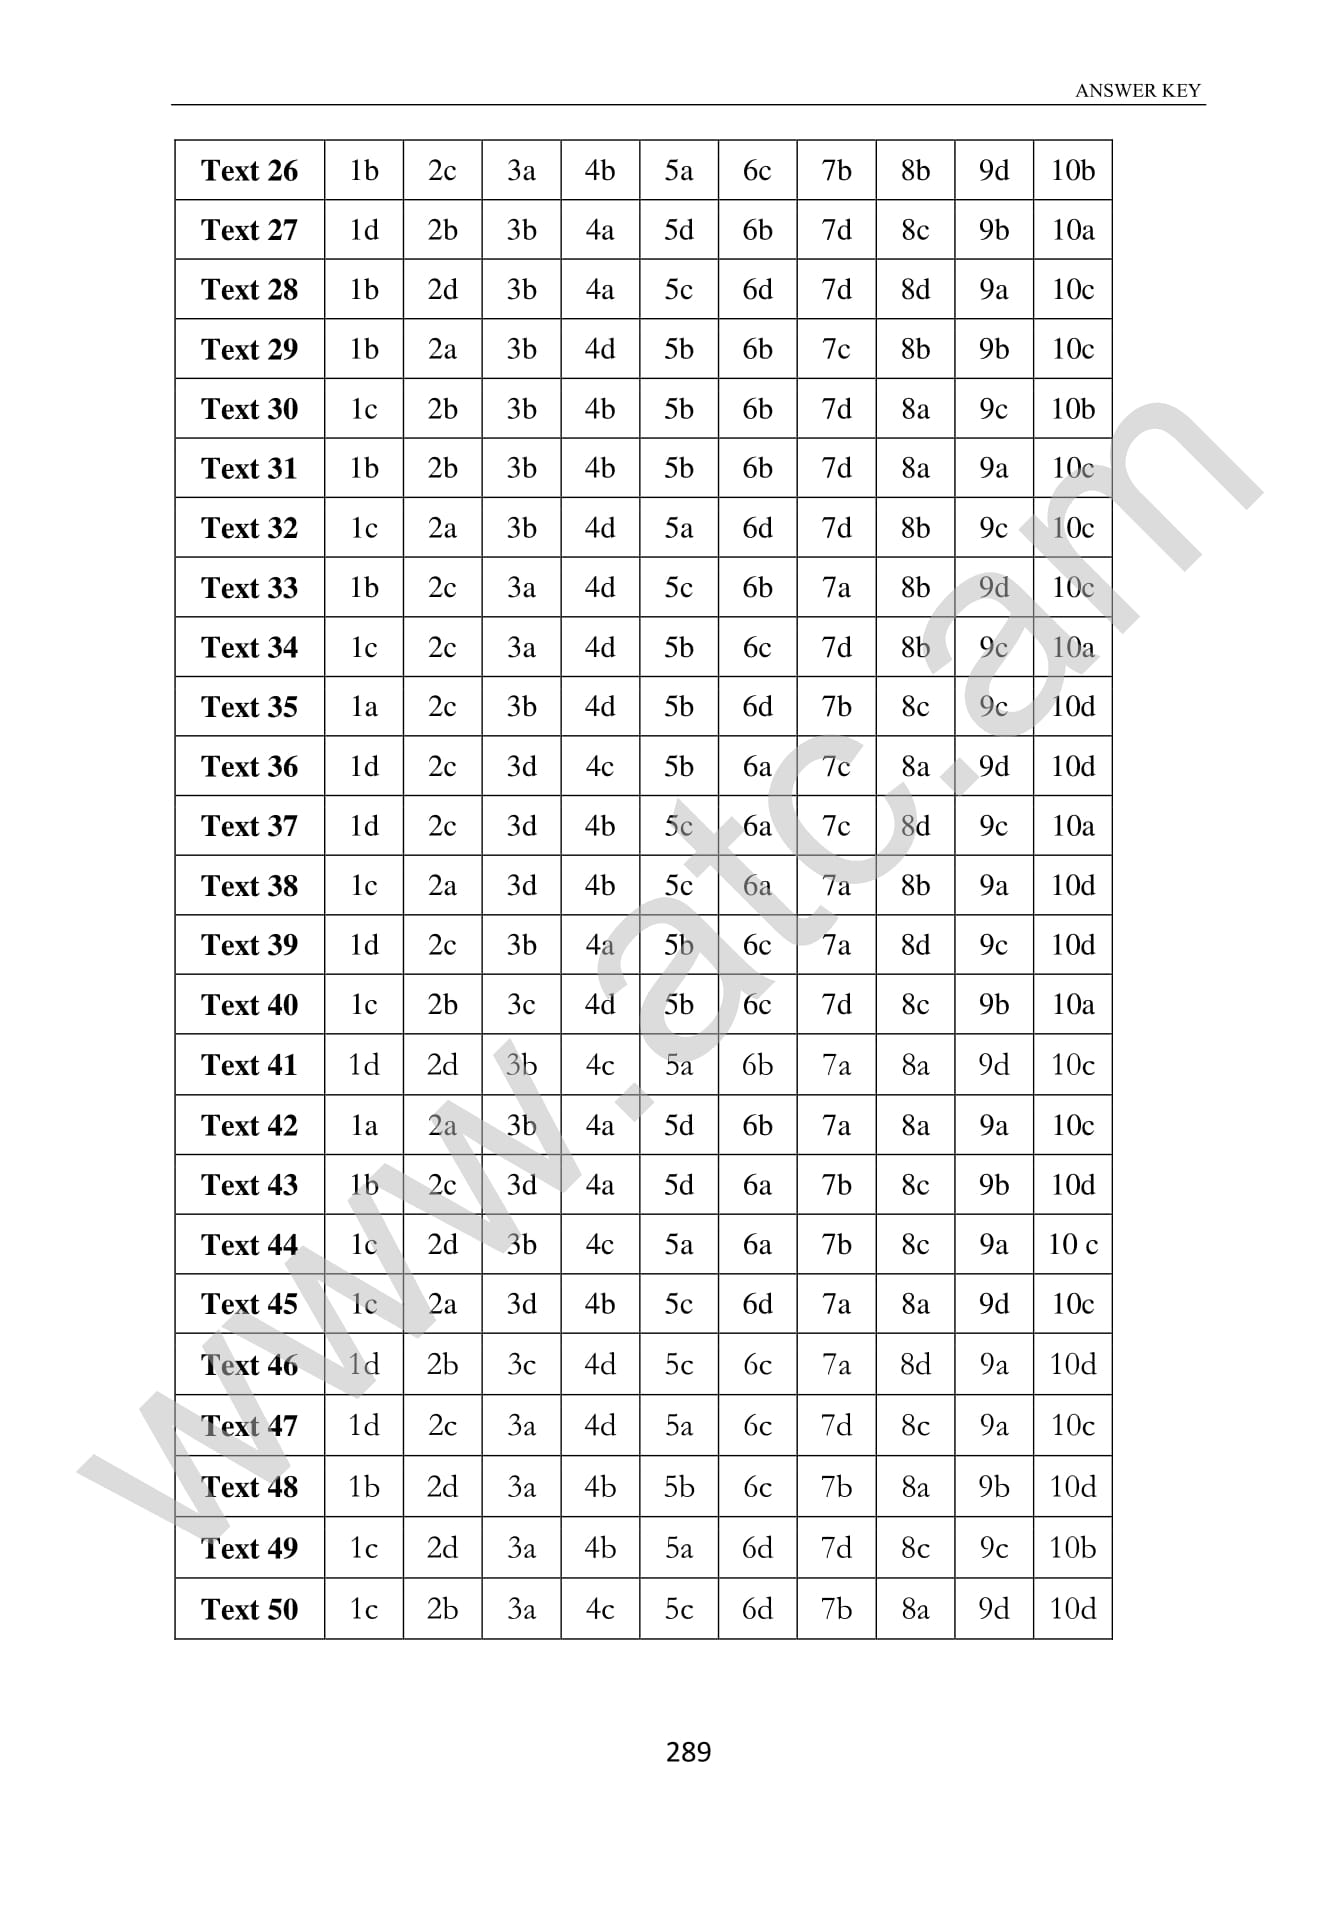 ANSWER KEY
Text 26 1b 2c 3a 4b 5a 6c 7b 8b 9d 10b
Text 27 1d 2b 3b 4a 5d 6b 7d 8c 9b 10a
Text 28 1b 2d 3b 4a 5c 6d 7d 8d 9a 10c
Text 29 1b 2a 3b 4d 5b 6b 7c 8b 9b 10c
Text 30 1c 2b 3b 4b 5b 6b 7d 8a 9c 10b
Text 31 1b 2b 3b 4b 5b 6b 7d 8a 9a 10c
Text 32 1c 2a 3b 4d 5a 6d 7d 8b 9c 10c
Text 33 1b 2c 3a 4d 5c 6b 7a 8b 9d 10c
Text 34 1c 2c 3a 4d 5b 6c 7d 8b 9c 10a
Text 35 1a 2c 3b 4d 5b 6d 7b 8c 9c 10d
Text 36 1d 2c 3d 4c 5b 6a 7c 8a 9d 10d
Text 37 1d 2c 3d 4b 5c 6a 7c 8d 9c 10a
Text 38 1c 2a 3d 4b 5c 6a 7a 8b 9a 10d
Text 39 1d 2c 3b 4a 5b 6c 7a 8d 9c 10d
Text 40 1c 2b 3c 4d 5b 6c 7d 8c 9b 10a
Text 41 1d 2d 3b 4c 5a 6b 7a 8a 9d 10c
Text 42 1a 2a 3b 4a 5d 6b 7a 8a 9a 10c
Text 43 1b 2c 3d 4a 5d 6a 7b 8c 9b 10d
Text 44 1c 2d 3b 4c 5a 6a 7b 8c 9a 10 c
Text 45 1c 2a 3d 4b 5c 6d 7a 8a 9d 10c
Text 46 1d 2b 3c 4d 5c 6c 7a 8d 9a 10d
Text 47 1d 2c 3a 4d 5a 6c 7d 8c 9a 10c
Text 48 1b 2d 3a 4b 5b 6c 7b 8a 9b 10d
Text 49 1c 2d 3a 4b 5a 6d 7d 8c 9c 10b
Text 50 1c 2b 3a 4c 5c 6d 7b 8a 9d 10d
289
www.atc.am